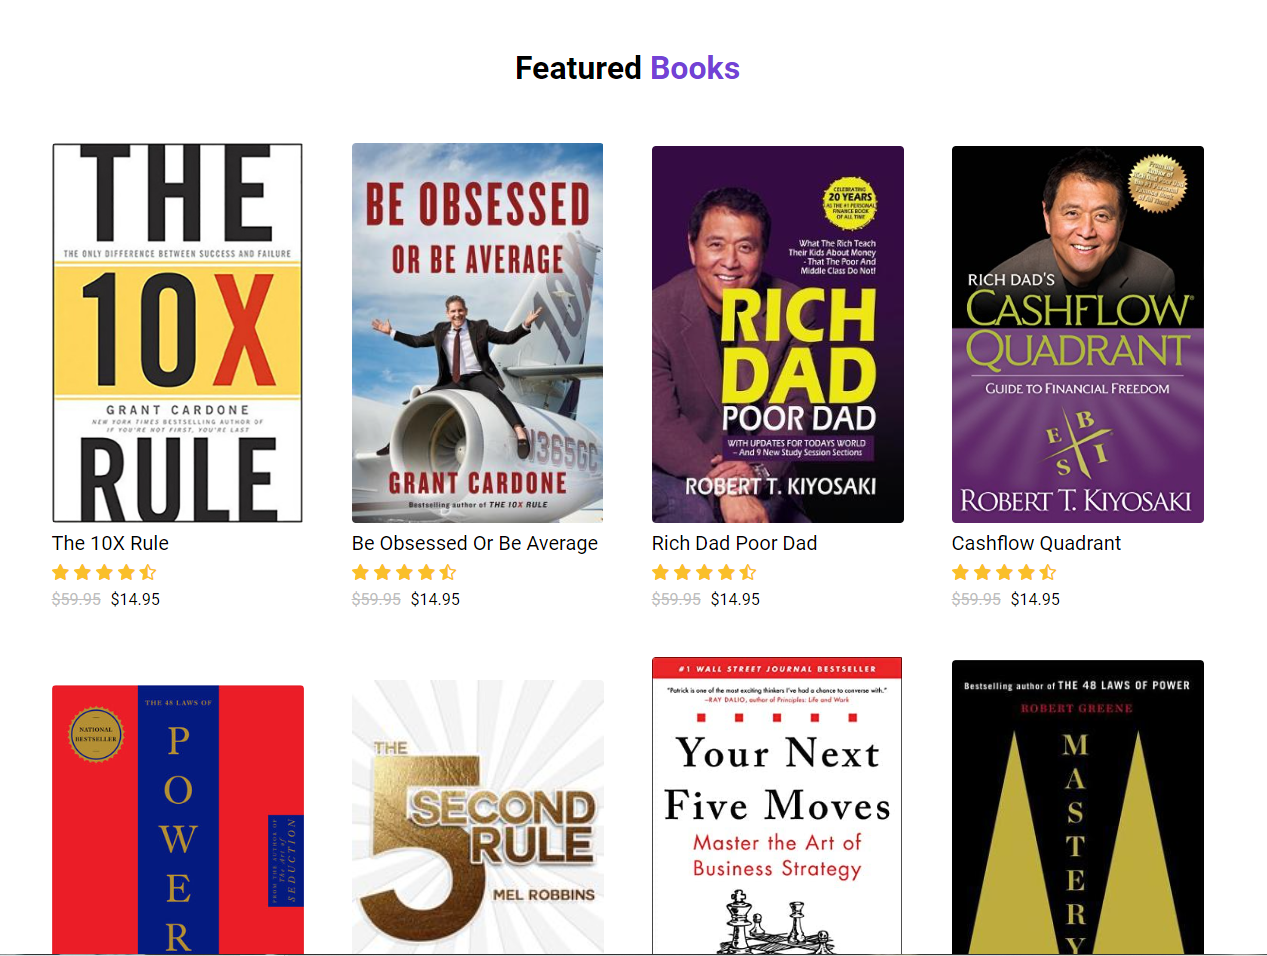 Featured Books
THE
THE ONLY DIFFERENCE BETWEEN SUCCESS AND FAILURE
10X
GRANT CARDONE
NEW YORK TIMES BESTSELLING AUTHOR OF
IF YOU'RE NOT FIRST, YOU'RE LAST
RULE
The 10X Rule
$59.95 $14.95
BE OBSESSED
OR BE AVERAGE
10X
N365GC
GRANT CARDONE
Bestselling author of THE 10X RULE
Be Obsessed Or Be Average
$59.95 $14.95
CELEBRATING
20 YEARS
AS THE #1 PERSONAL
FINANCE BOOK
OF ALL TIME
What The Rich Teach
Their Kids About Money
- That The Poor And
Middle Class Do Not!
RICH
DAD
POOR DAD
WITH UPDATES FOR TODAYS WORLD
– And 9 New Study Session Sections
ROBERT T. KIYOSAKI
Rich Dad Poor Dad
$59.95 $14.95
From the
Author of
Rich Dad Poor Dad
RICH DAD'S
CASHFLOW®
QUADRANT
GUIDE TO FINANCIAL FREEDOM
E B
S I
ROBERT T. KIYOSAKI
Cashflow Quadrant
$59.95 $14.95
THE 48 LAWS OF
NATIONAL
BESTSELLER
P
O
W
E
R
FROM THE AUTHOR OF
The Art of
SEDUCTION
THE
5
SECOND
RULE
MEL ROBBINS
#1 WALL STREET JOURNAL BESTSELLER
"Patrick is one of the most exciting thinkers I've had a chance to converse with."
—RAY DALIO, author of Principles: Life and Work
Your Next
Five Moves
Master the Art of
Business Strategy
Bestselling author of THE 48 LAWS OF POWER
ROBERT GREENE
M
A
S
T
E
R
Y